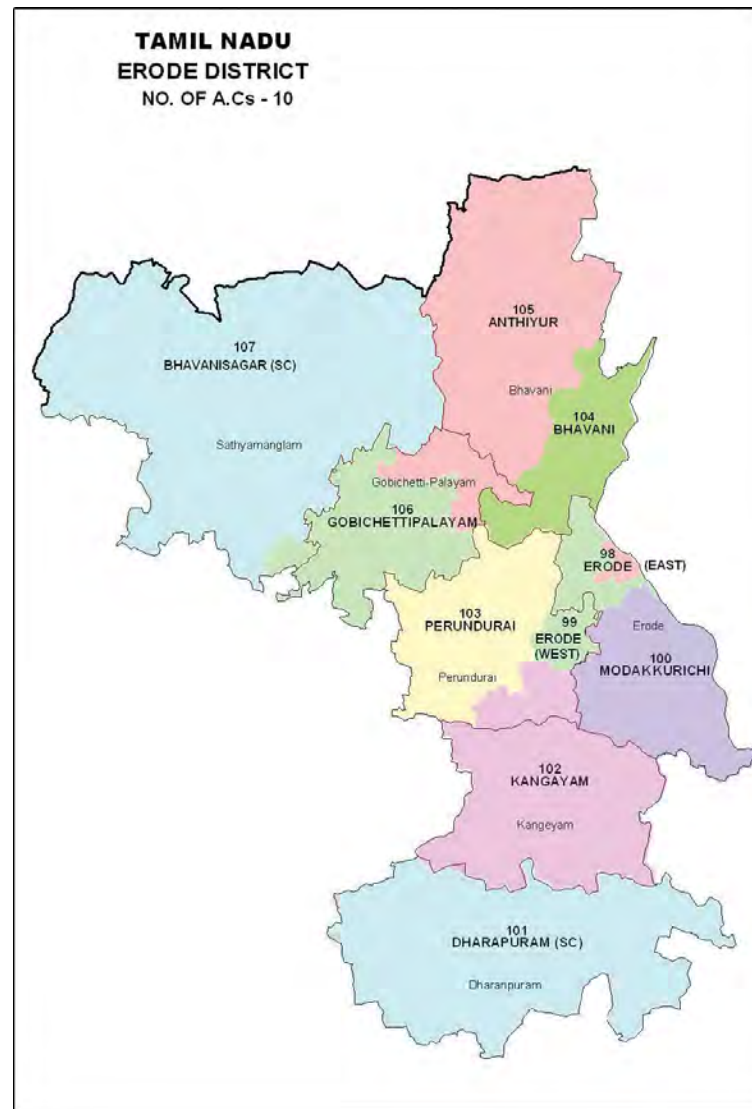 TAMIL NADU
ERODE DISTRICT
NO. OF A.Cs - 10
105
ANTHIYUR
107
BHAVANISAGAR (SC)
Bhavani
104
BHAVANI
Sathyamanglam
Gobichetti-Palayam
106
GOBICHETTIPALAYAM
98
ERODE (EAST)
103
PERUNDURAI
99
ERODE
(WEST)
Erode
100
MODAKKURICHI
Perundurai
102
KANGAYAM
Kangeyam
101
DHARAPURAM (SC)
Dharanpuram